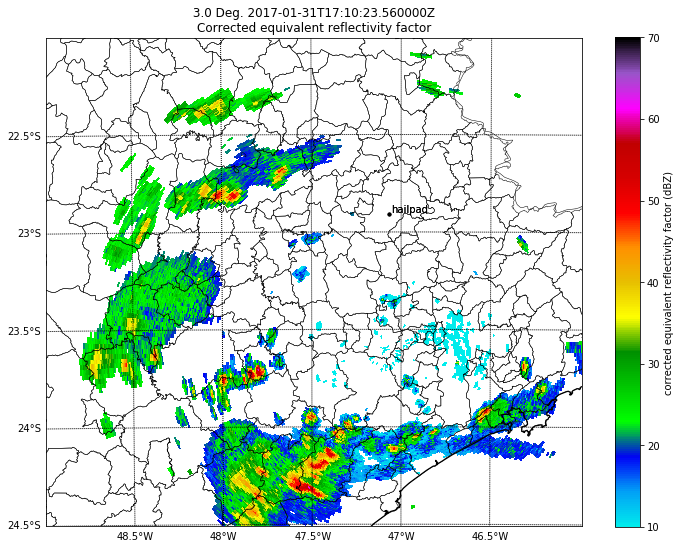 3.0 Deg. 2017-01-31T17:10:23.560000Z
Corrected equivalent reflectivity factor
70
60
50
40
30
20
10
corrected equivalent reflectivity factor (dBZ)
22.5°S
hailpad
23°S
23.5°S
24°S
24.5°S
48.5°W
48°W
47.5°W
47°W
46.5°W